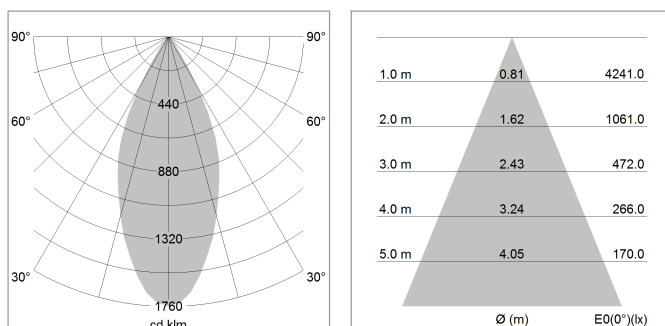 90° 90°
440
60° 60°
880
1320
30° 30°
1760
cd klm
1.0 m 0.81 4241.0
2.0 m 1.62 1061.0
3.0 m 2.43 472.0
4.0 m 3.24 266.0
5.0 m 4.05 170.0
Ø (m) E0(0°)(lx)